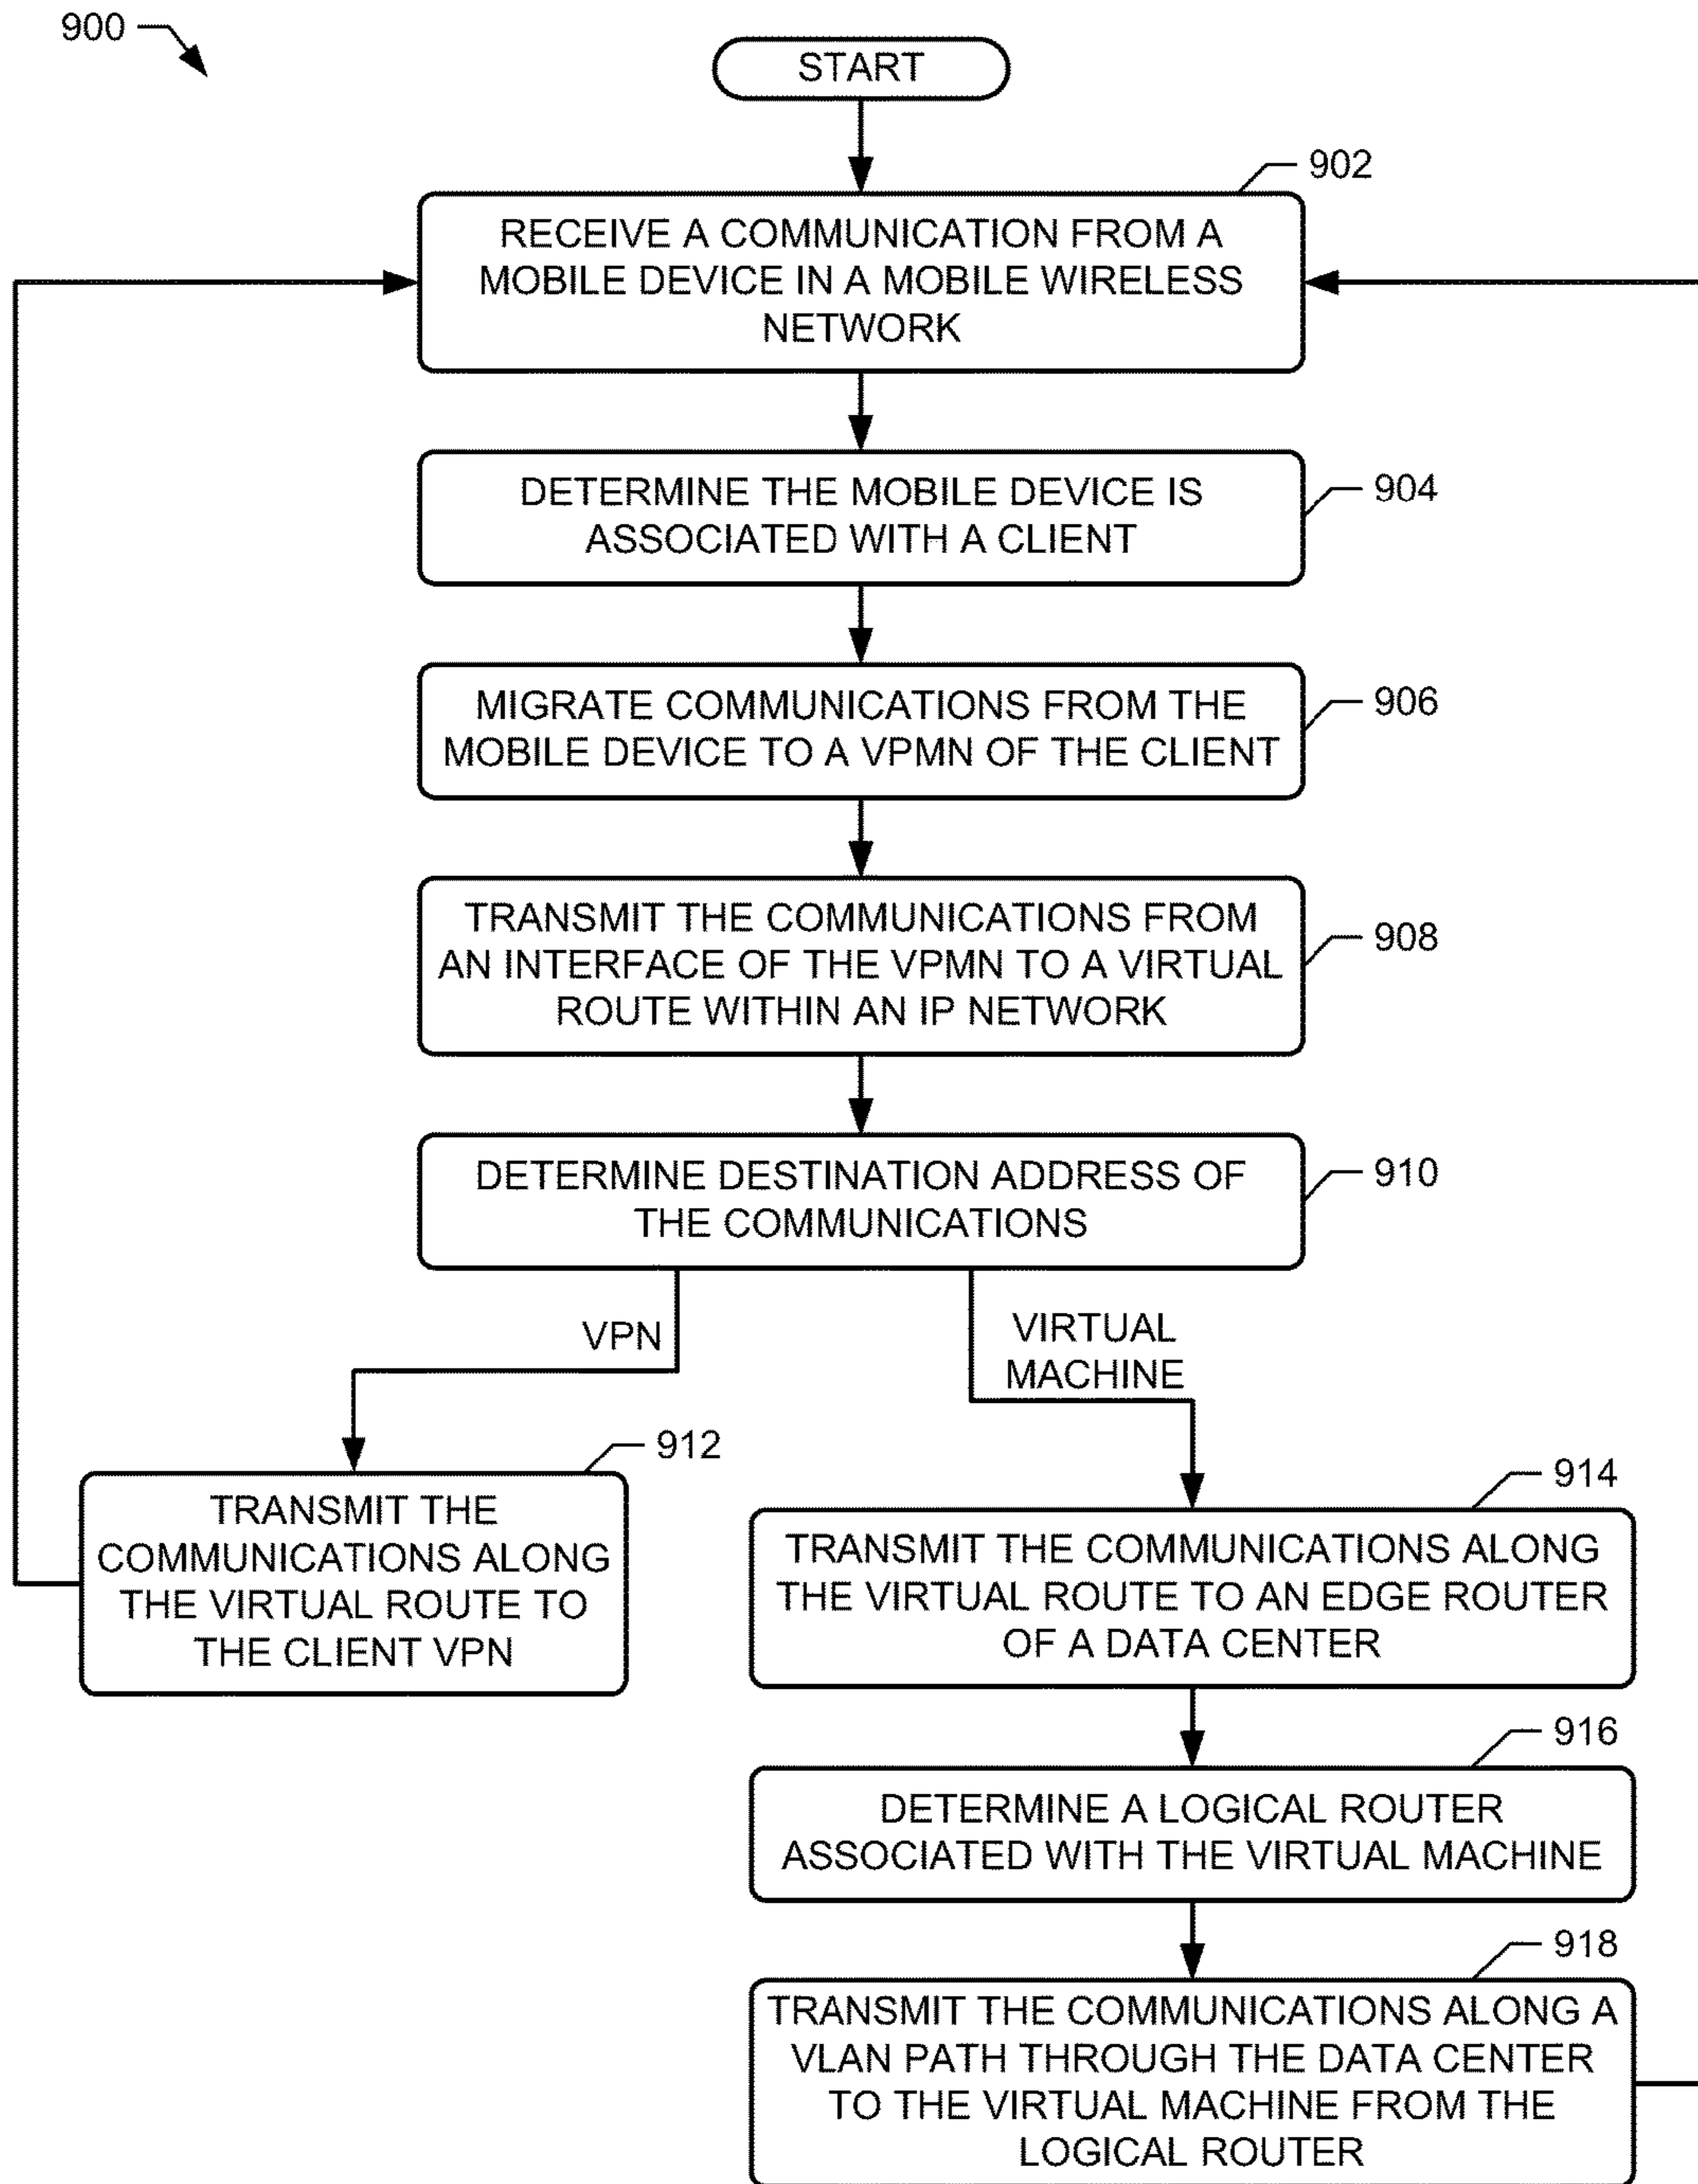 900
START
902
RECEIVE A COMMUNICATION FROM A
MOBILE DEVICE IN A MOBILE WIRELESS
NETWORK
DETERMINE THE MOBILE DEVICE IS
ASSOCIATED WITH A CLIENT
904
MIGRATE COMMUNICATIONS FROM THE
MOBILE DEVICE TO A VPMN OF THE CLIENT
906
TRANSMIT THE COMMUNICATIONS FROM
AN INTERFACE OF THE VPMN TO A VIRTUAL
ROUTE WITHIN AN IP NETWORK
908
DETERMINE DESTINATION ADDRESS OF
THE COMMUNICATIONS
910
VPN
VIRTUAL
MACHINE
912
TRANSMIT THE
COMMUNICATIONS ALONG
THE VIRTUAL ROUTE TO
THE CLIENT VPN
914
TRANSMIT THE COMMUNICATIONS ALONG
THE VIRTUAL ROUTE TO AN EDGE ROUTER
OF A DATA CENTER
916
DETERMINE A LOGICAL ROUTER
ASSOCIATED WITH THE VIRTUAL MACHINE
918
TRANSMIT THE COMMUNICATIONS ALONG A
VLAN PATH THROUGH THE DATA CENTER
TO THE VIRTUAL MACHINE FROM THE
LOGICAL ROUTER